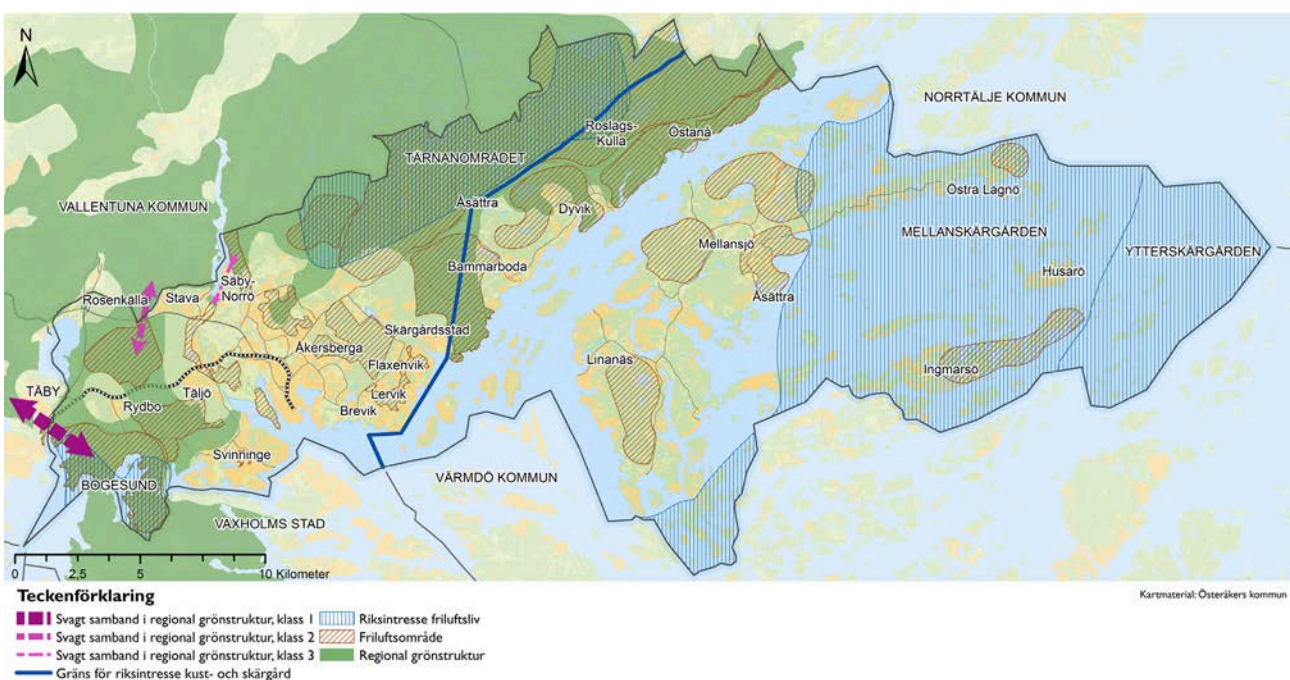 N
NORRTÄLJE KOMMUN
Roslags-
Kulla
Östanå
TÄRNANOMRÅDET
Östra Lagnö
VALLENTUNA KOMMUN
Åsättra
Dyvik
MELLANSKÄRGÅRDEN
Mellansjö
YTTERSKÄRGÅRDEN
Bammarboda
Husarö
Säby-
Norrö
Rosenkälla
Stava
Åsättra
Skärgårdsstad
Åkersberga
Linanäs
Flaxenvik
Ingmarsö
TÄBY
Täljö
Lervik
Rydbo
Brevik
Svinninge
VÄRMDÖ KOMMUN
BOGESUND
VAXHOLMS STAD
0 2,5 5 10 Kilometer
Teckenförklaring
Kartmaterial: Österåkers kommun
Svagt samband i regional grönstruktur, klass 1
Riksintresse friluftsliv
Svagt samband i regional grönstruktur, klass 2
Friluftsområde
Svagt samband i regional grönstruktur, klass 3
Regional grönstruktur
Gräns för riksintresse kust- och skärgård